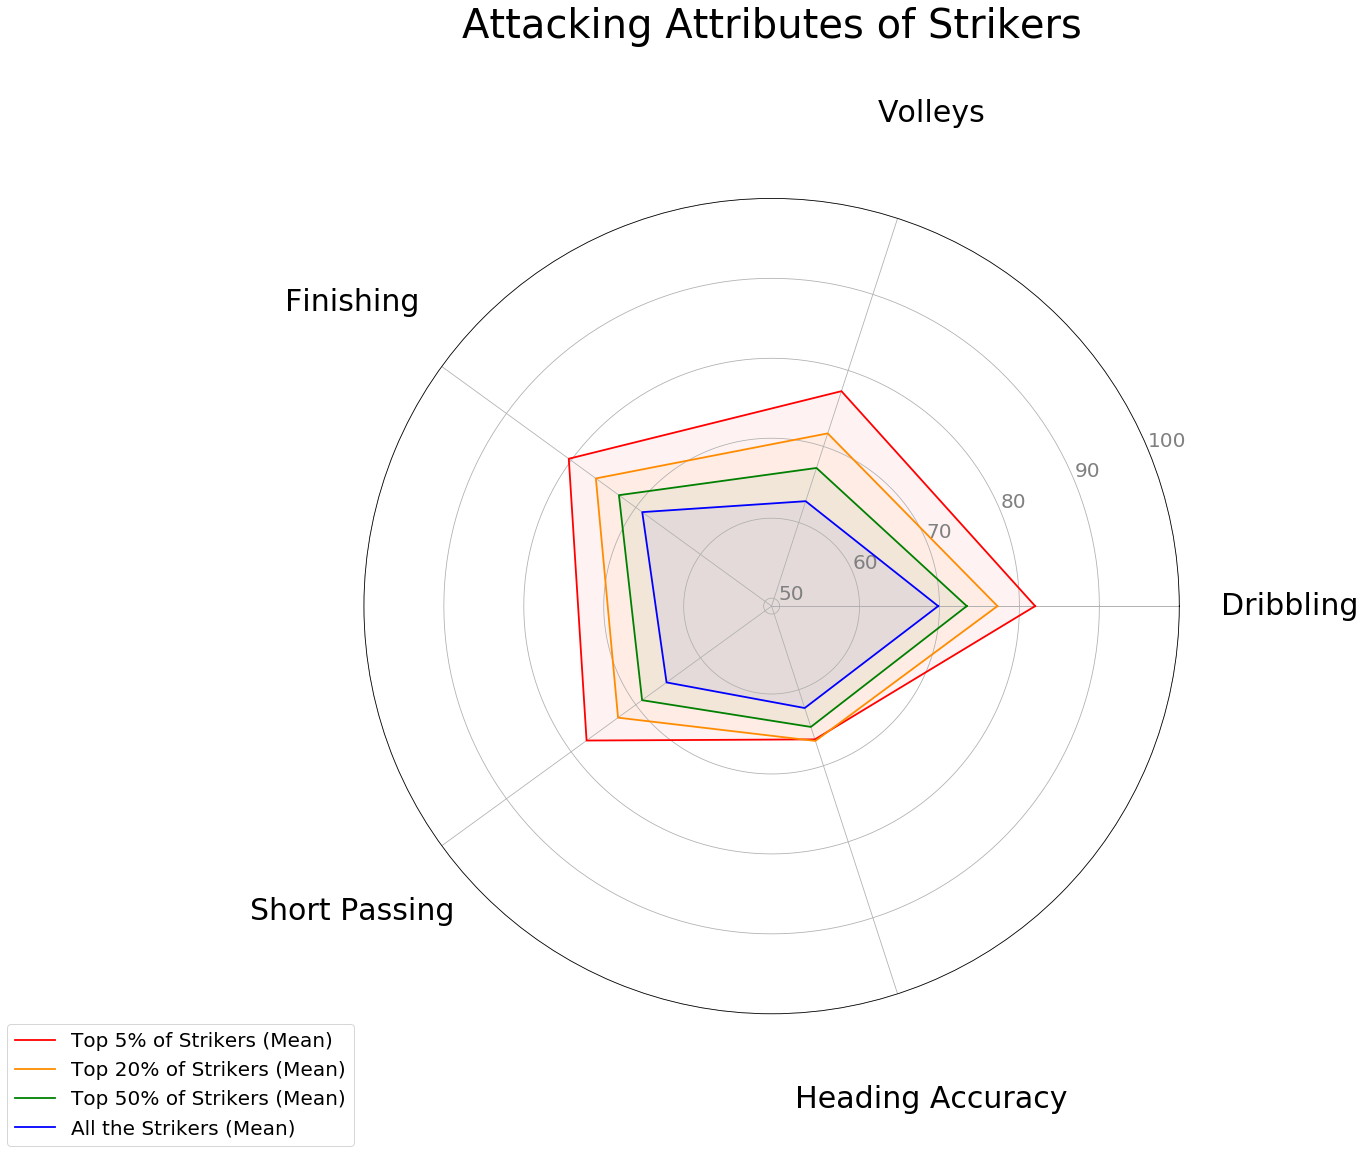 Attacking Attributes of Strikers
Volleys
Finishing
100
90
80
70
60
50
Dribbling
Short Passing
Heading Accuracy
Top 5% of Strikers (Mean)
Top 20% of Strikers (Mean)
Top 50% of Strikers (Mean)
All the Strikers (Mean)